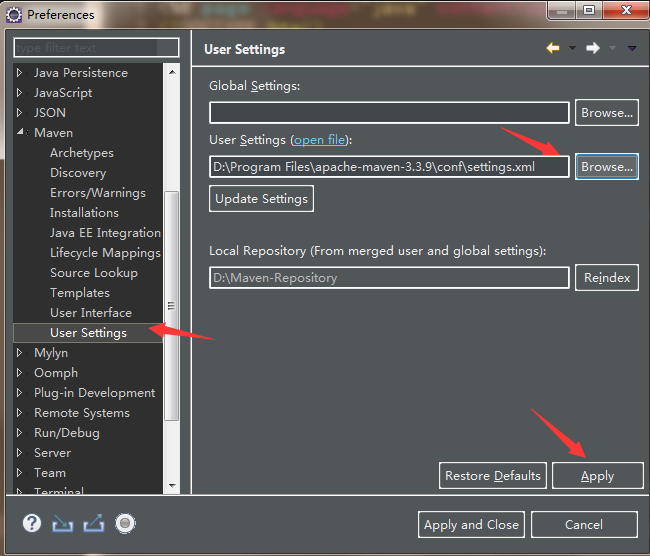 Preferences
type filter text
Java Persistence
JavaScript
JSON
Maven
Archetypes
Discovery
Errors/Warnings
Installations
Java EE Integration
Lifecycle Mappings
Source Lookup
Templates
User Interface
User Settings
Mylyn
Oomph
Plug-in Development
Remote Systems
Run/Debug
Server
Team
Terminal
User Settings
Global Settings:
Browse...
User Settings (open file):
D:\Program Files\apache-maven-3.3.9\conf\settings.xml
Browse...
Update Settings
Local Repository (From merged user and global settings):
D:\Maven-Repository
Reindex
Restore Defaults
Apply
Apply and Close
Cancel